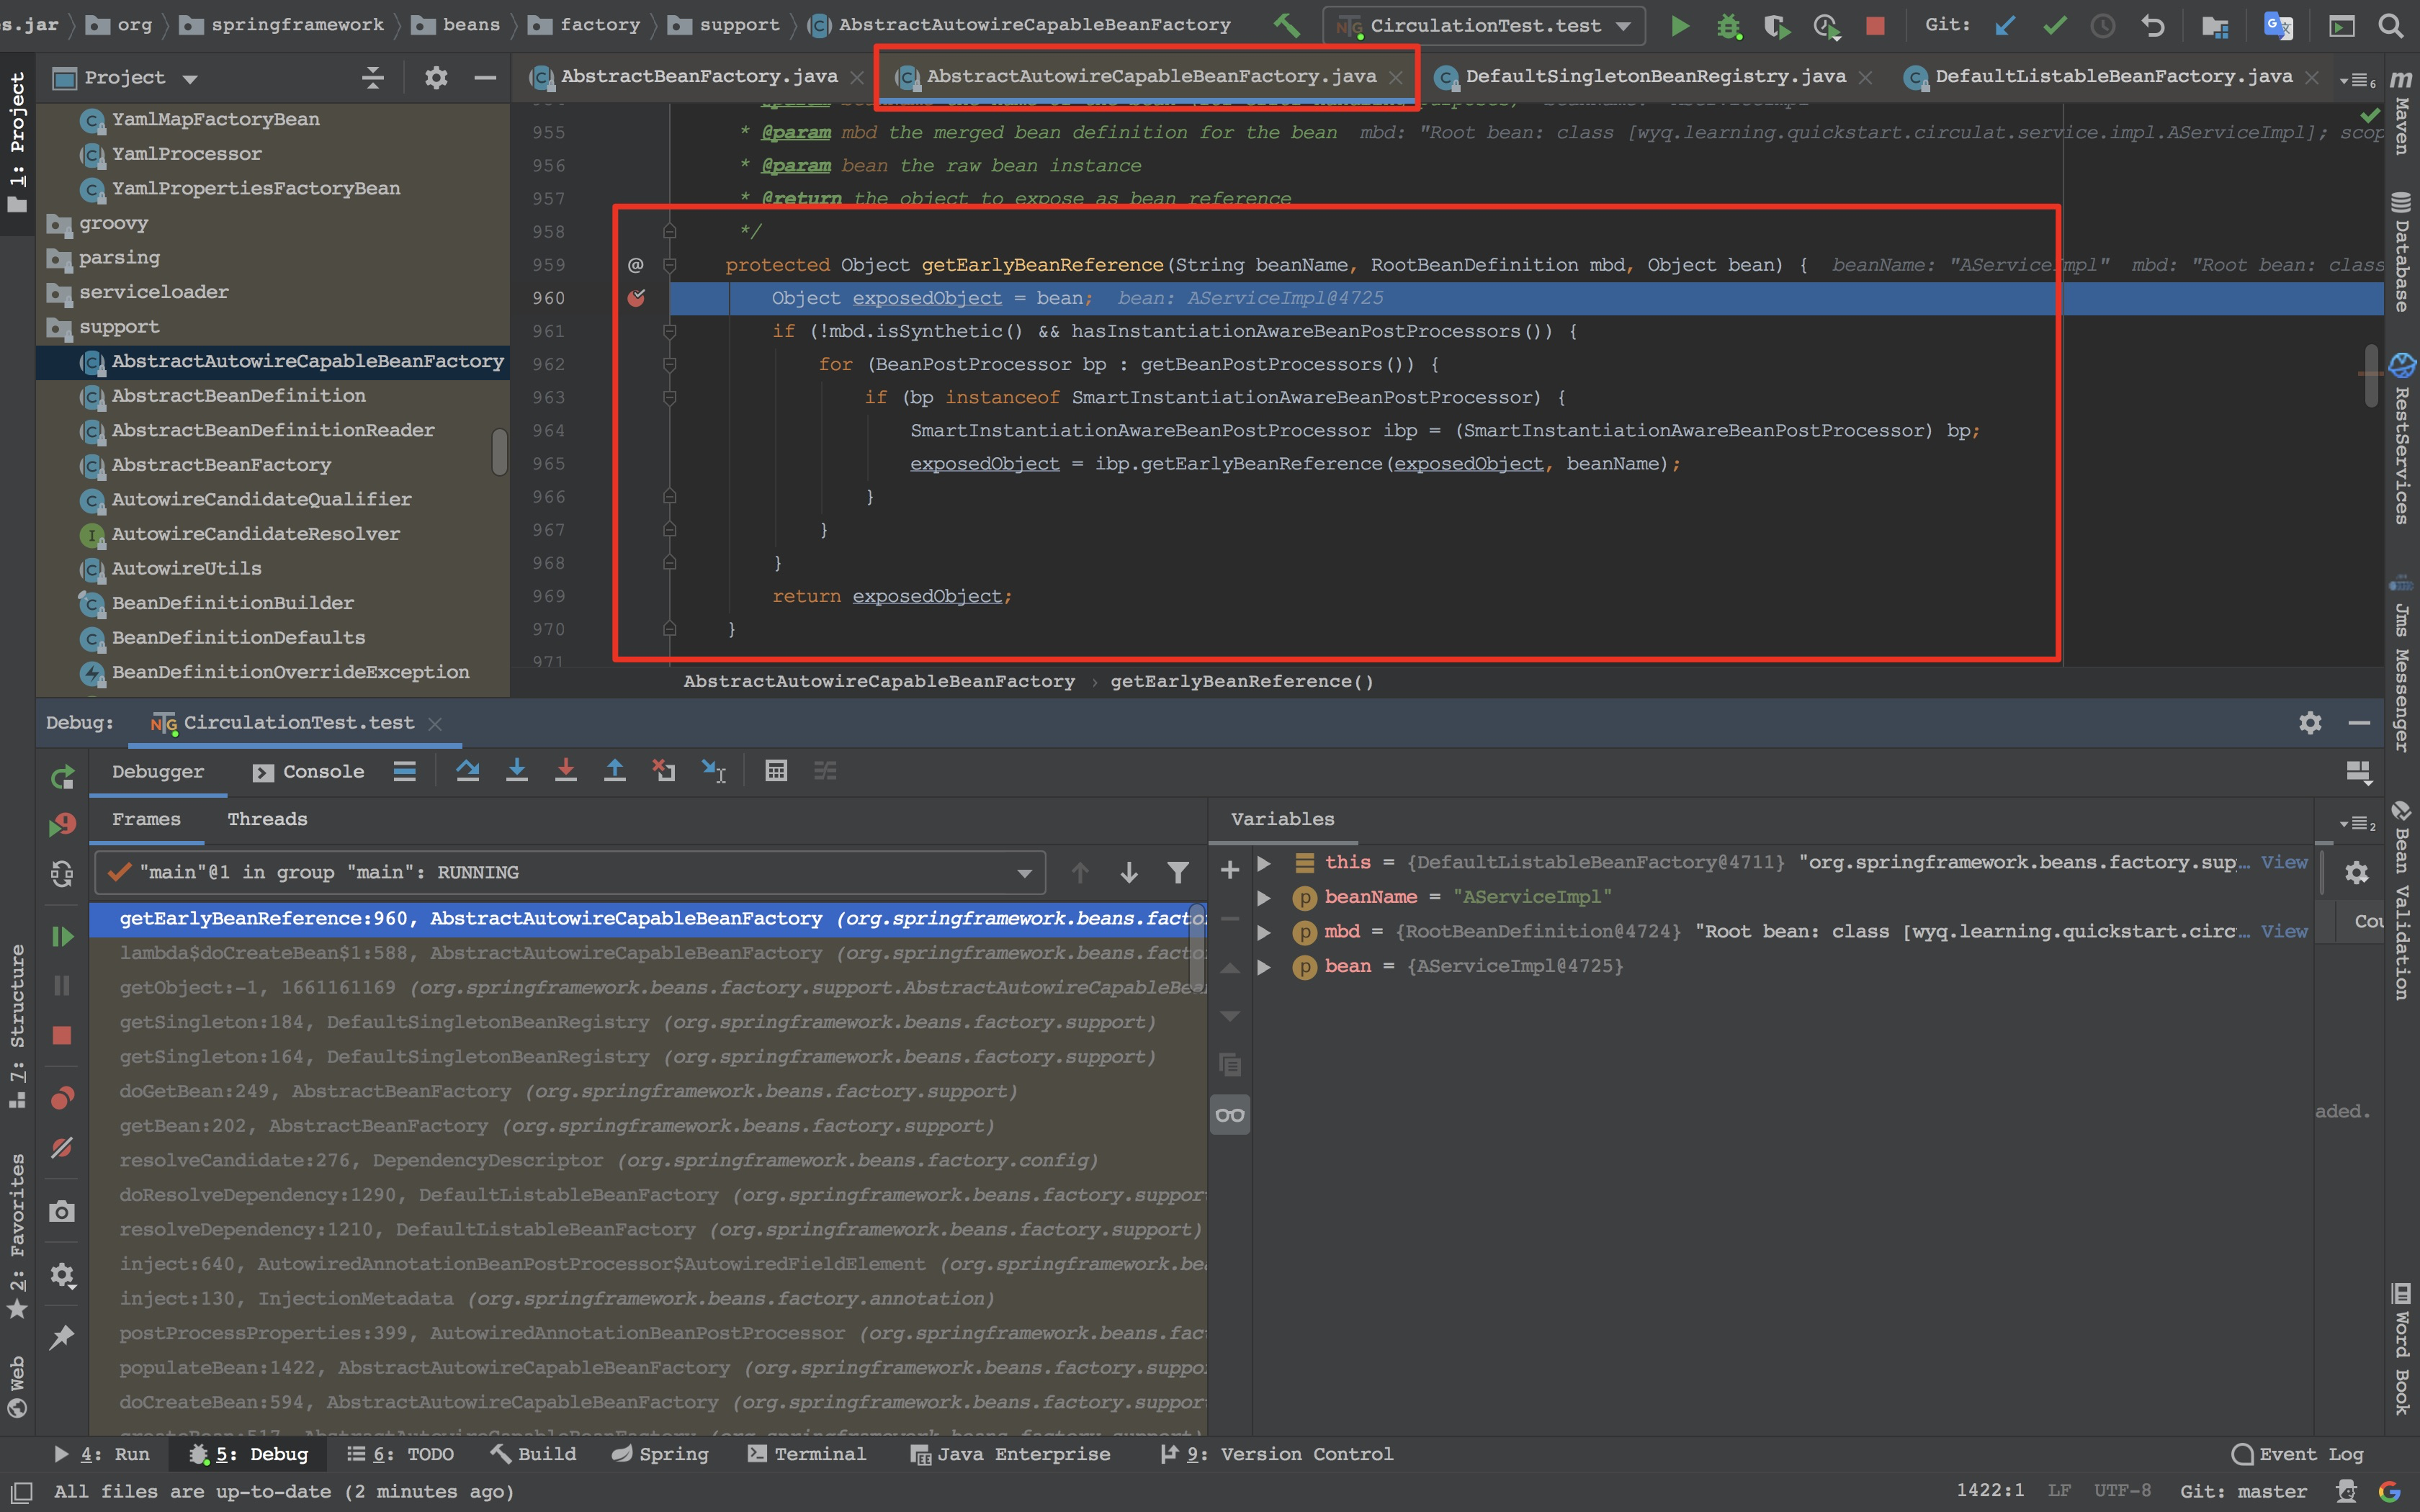 s.jar org springframework beans factory support AbstractAutowireCapableBeanFactory CirculationTest.test Git:
Project
AbstractBeanFactory.java AbstractAutowireCapableBeanFactory.java DefaultSingletonBeanRegistry.java DefaultListableBeanFactory.java 6
1: Project
YamlMapFactoryBean
YamlProcessor
YamlPropertiesFactoryBean
groovy
parsing
serviceloader
support
AbstractAutowireCapableBeanFactory
AbstractBeanDefinition
AbstractBeanDefinitionReader
AbstractBeanFactory
AutowireCandidateQualifier
AutowireCandidateResolver
AutowireUtils
BeanDefinitionBuilder
BeanDefinitionDefaults
BeanDefinitionOverrideException
955 * @param mbd the merged bean definition for the bean mbd: "Root bean: class [wyq.learning.quickstart.circulat.service.impl.AServiceImpl]; scop
956 * @param bean the raw bean instance
957 * @return the object to expose as bean reference
958 */
959 @ protected Object getEarlyBeanReference(String beanName, RootBeanDefinition mbd, Object bean) { beanName: "AServiceImpl" mbd: "Root bean: class
960 Object exposedObject = bean; bean: AServiceImpl@4725
961 if (!mbd.isSynthetic() && hasInstantiationAwareBeanPostProcessors()) {
962 for (BeanPostProcessor bp : getBeanPostProcessors()) {
963 if (bp instanceof SmartInstantiationAwareBeanPostProcessor) {
964 SmartInstantiationAwareBeanPostProcessor ibp = (SmartInstantiationAwareBeanPostProcessor) bp;
965 exposedObject = ibp.getEarlyBeanReference(exposedObject, beanName);
966 }
967 }
968 }
969 return exposedObject;
970 }
971
AbstractAutowireCapableBeanFactory › getEarlyBeanReference()
Maven
Database
RestServices
Jms Messenger
Bean Validation
Word Book
Debug: CirculationTest.test
Debugger Console
Frames Threads
Variables
2
"main"@1 in group "main": RUNNING
getEarlyBeanReference:960, AbstractAutowireCapableBeanFactory (org.springframework.beans.facto
lambda$doCreateBean$1:588, AbstractAutowireCapableBeanFactory (org.springframework.beans.facto
getObject:-1, 1661161169 (org.springframework.beans.factory.support.AbstractAutowireCapableBea
getSingleton:184, DefaultSingletonBeanRegistry (org.springframework.beans.factory.support)
getSingleton:164, DefaultSingletonBeanRegistry (org.springframework.beans.factory.support)
doGetBean:249, AbstractBeanFactory (org.springframework.beans.factory.support)
getBean:202, AbstractBeanFactory (org.springframework.beans.factory.support)
resolveCandidate:276, DependencyDescriptor (org.springframework.beans.factory.config)
doResolveDependency:1290, DefaultListableBeanFactory (org.springframework.beans.factory.suppor
resolveDependency:1210, DefaultListableBeanFactory (org.springframework.beans.factory.support)
inject:640, AutowiredAnnotationBeanPostProcessor$AutowiredFieldElement (org.springframework.be
inject:130, InjectionMetadata (org.springframework.beans.factory.annotation)
postProcessProperties:399, AutowiredAnnotationBeanPostProcessor (org.springframework.beans.fac
populateBean:1422, AbstractAutowireCapableBeanFactory (org.springframework.beans.factory.suppo
doCreateBean:594, AbstractAutowireCapableBeanFactory (org.springframework.beans.factory.suppor
this = {DefaultListableBeanFactory@4711} "org.springframework.beans.factory.sup... View
beanName = "AServiceImpl"
mbd = {RootBeanDefinition@4724} "Root bean: class [wyq.learning.quickstart.circ... View
bean = {AServiceImpl@4725}
Cou
aded.
7: Structure
2: Favorites
Web
4: Run 5: Debug 6: TODO Build Spring Terminal Java Enterprise 9: Version Control Event Log
All files are up-to-date (2 minutes ago) 1422:1 LF UTF-8 Git: master